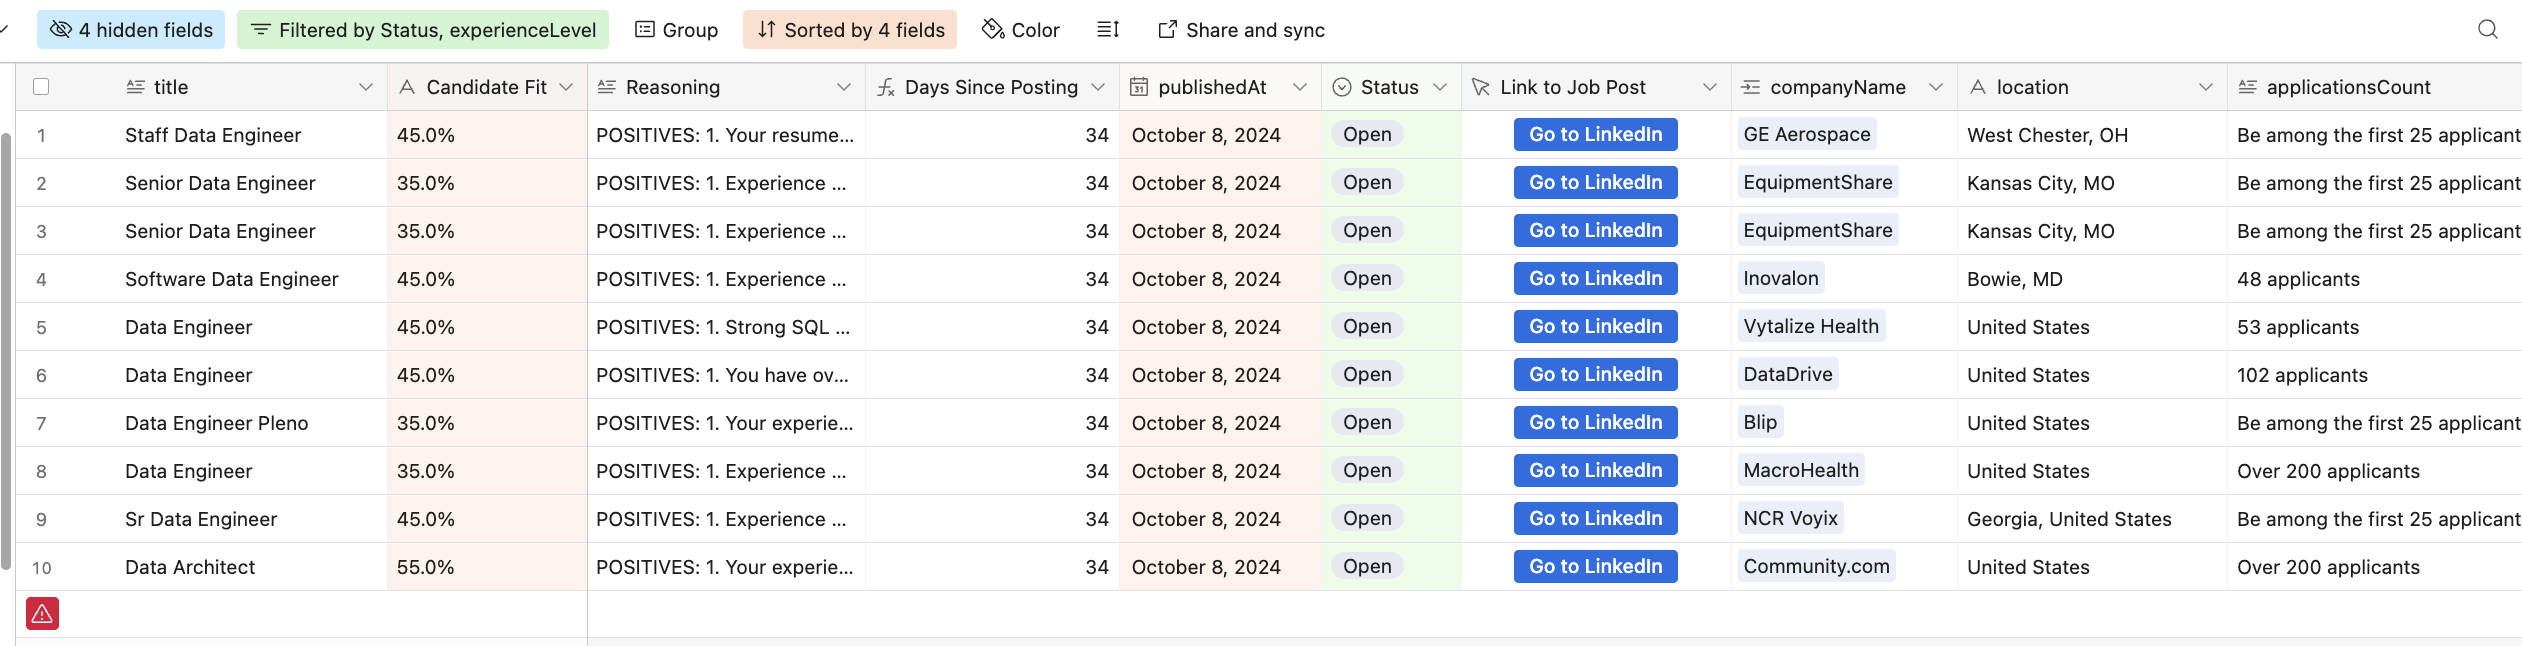 4 hidden fields Filtered by Status, experienceLevel Group Sorted by 4 fields Color Share and sync
title Candidate Fit Reasoning Days Since Posting publishedAt Status Link to Job Post companyName location applicationsCount
1 Staff Data Engineer 45.0% POSITIVES: 1. Your resume... 34 October 8, 2024 Open Go to LinkedIn GE Aerospace West Chester, OH Be among the first 25 applicant
2 Senior Data Engineer 35.0% POSITIVES: 1. Experience ... 34 October 8, 2024 Open Go to LinkedIn EquipmentShare Kansas City, MO Be among the first 25 applicant
3 Senior Data Engineer 35.0% POSITIVES: 1. Experience ... 34 October 8, 2024 Open Go to LinkedIn EquipmentShare Kansas City, MO Be among the first 25 applicant
4 Software Data Engineer 45.0% POSITIVES: 1. Experience ... 34 October 8, 2024 Open Go to LinkedIn Inovalon Bowie, MD 48 applicants
5 Data Engineer 45.0% POSITIVES: 1. Strong SQL ... 34 October 8, 2024 Open Go to LinkedIn Vytalize Health United States 53 applicants
6 Data Engineer 45.0% POSITIVES: 1. You have ov... 34 October 8, 2024 Open Go to LinkedIn DataDrive United States 102 applicants
7 Data Engineer Pleno 35.0% POSITIVES: 1. Your experie... 34 October 8, 2024 Open Go to LinkedIn Blip United States Be among the first 25 applicant
8 Data Engineer 35.0% POSITIVES: 1. Experience ... 34 October 8, 2024 Open Go to LinkedIn MacroHealth United States Over 200 applicants
9 Sr Data Engineer 45.0% POSITIVES: 1. Experience ... 34 October 8, 2024 Open Go to LinkedIn NCR Voyix Georgia, United States Be among the first 25 applicant
10 Data Architect 55.0% POSITIVES: 1. Your experie... 34 October 8, 2024 Open Go to LinkedIn Community.com United States Over 200 applicants